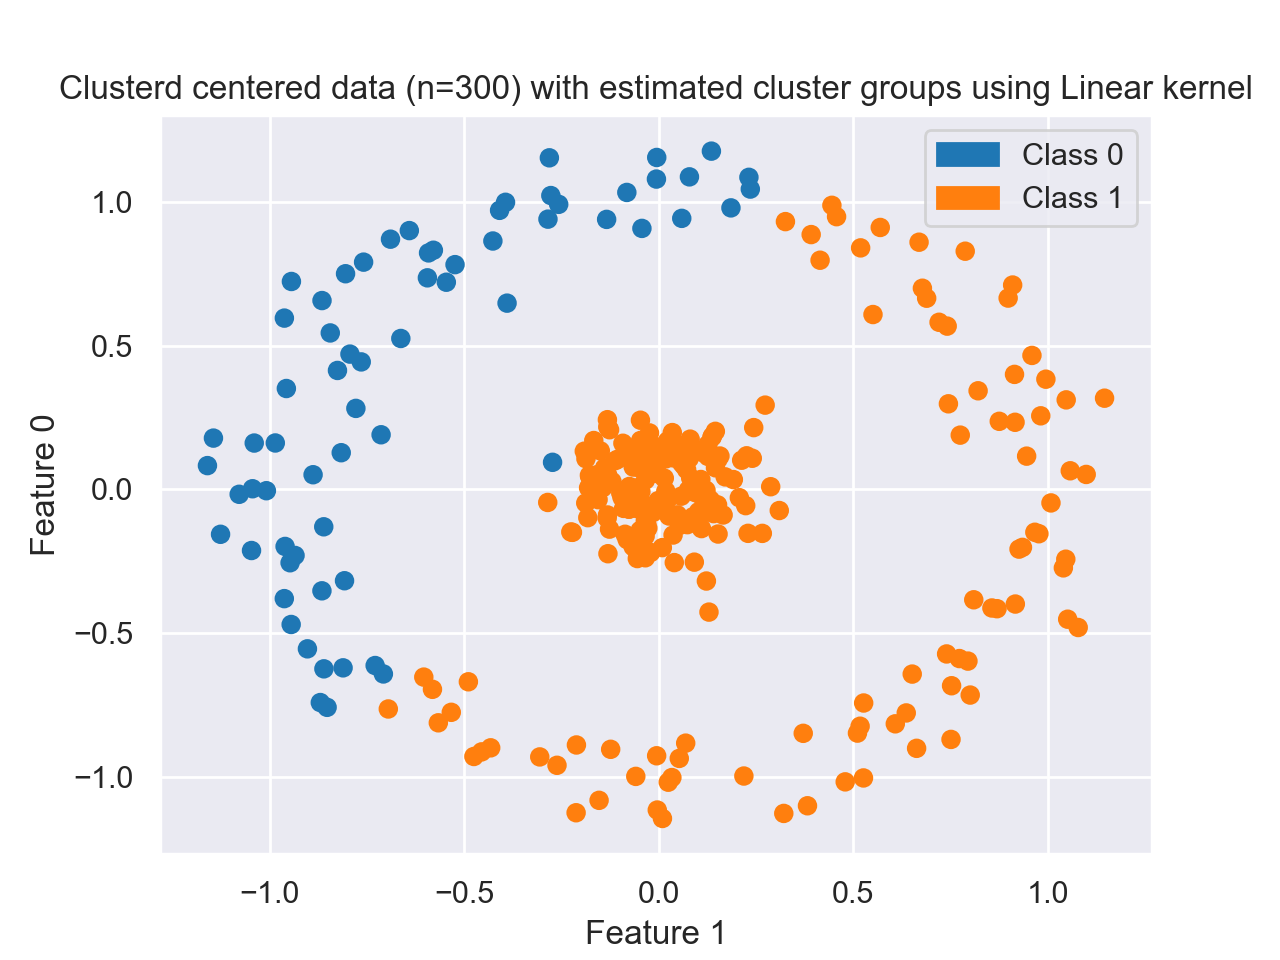 Clusterd centered data (n=300) with estimated cluster groups using Linear kernel
Class 0
Class 1
1.0
0.5
0.0
−0.5
−1.0
Feature 0
−1.0 −0.5 0.0 0.5 1.0
Feature 1